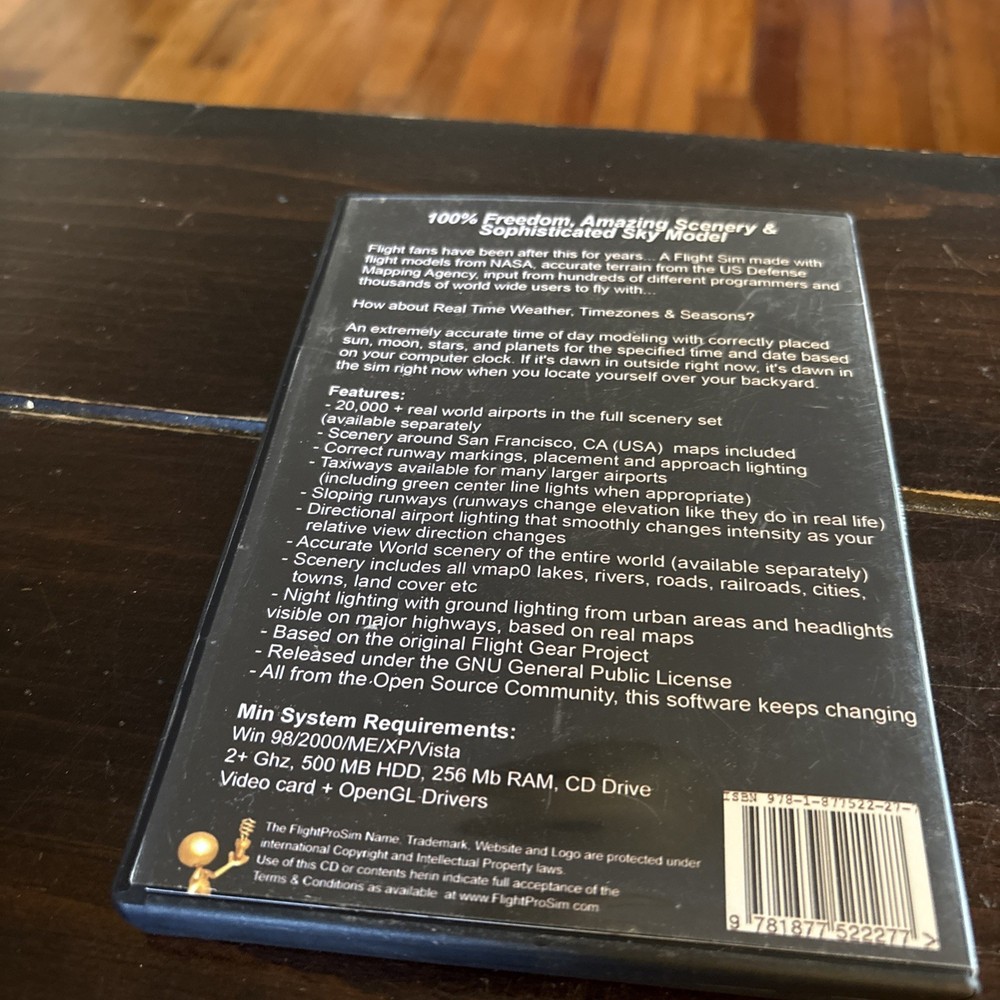 100% Freedom, Amazing Scenery &
Sophisticated Sky Model
Flight fans have been after this for years... A Flight Sim made with
flight models from NASA, accurate terrain from the US Defense
Mapping Agency, input from hundreds of different programmers and
thousands of world wide users to fly with...
How about Real Time Weather, Timezones & Seasons?
An extremely accurate time of day modeling with correctly placed
sun, moon, stars, and planets for the specified time and date based
on your computer clock. If it's dawn in outside right now, it's dawn in
the sim right now when you locate yourself over your backyard.
Features:
- 20,000 + real world airports in the full scenery set
(available separately
- Scenery around San Francisco, CA (USA) maps included
- Correct runway markings, placement and approach lighting
- Taxiways available for many larger airports
(including green center line lights when appropriate)
- Sloping runways (runways change elevation like they do in real life)
- Directional airport lighting that smoothly changes intensity as your
relative view direction changes
- Accurate World scenery of the entire world (available separately)
- Scenery includes all vmap0 lakes, rivers, roads, railroads, cities,
towns, land cover etc
- Night lighting with ground lighting from urban areas and headlights
visible on major highways, based on real maps
- Based on the original Flight Gear Project
- Released under the GNU General Public License
- All from the Open Source Community, this software keeps changing
Min System Requirements:
Win 98/2000/ME/XP/Vista
2+ Ghz, 500 MB HDD, 256 Mb RAM, CD Drive
Video card + OpenGL Drivers
The FlightProSim Name, Trademark, Website and Logo are protected under
international Copyright and Intellectual Property laws.
Use of this CD or contents herin indicate full acceptance of the
Terms & Conditions as available at www.FlightProSim.com
ISBN 978-1-877522-27-7
9 781877 522277 >